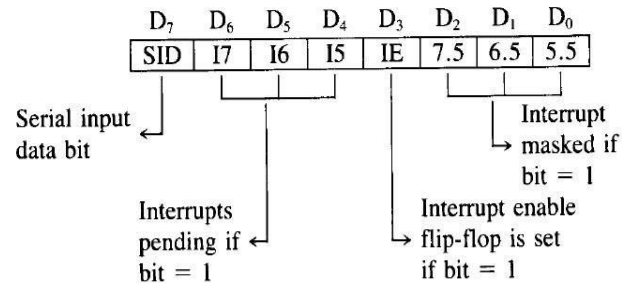 D₇ D₆ D₅ D₄ D₃ D₂ D₁ D₀
SID I7 I6 I5 IE 7.5 6.5 5.5
Serial input
data bit
Interrupts
pending if
bit = 1
Interrupt enable
flip-flop is set
if bit = 1
Interrupt
masked if
bit = 1